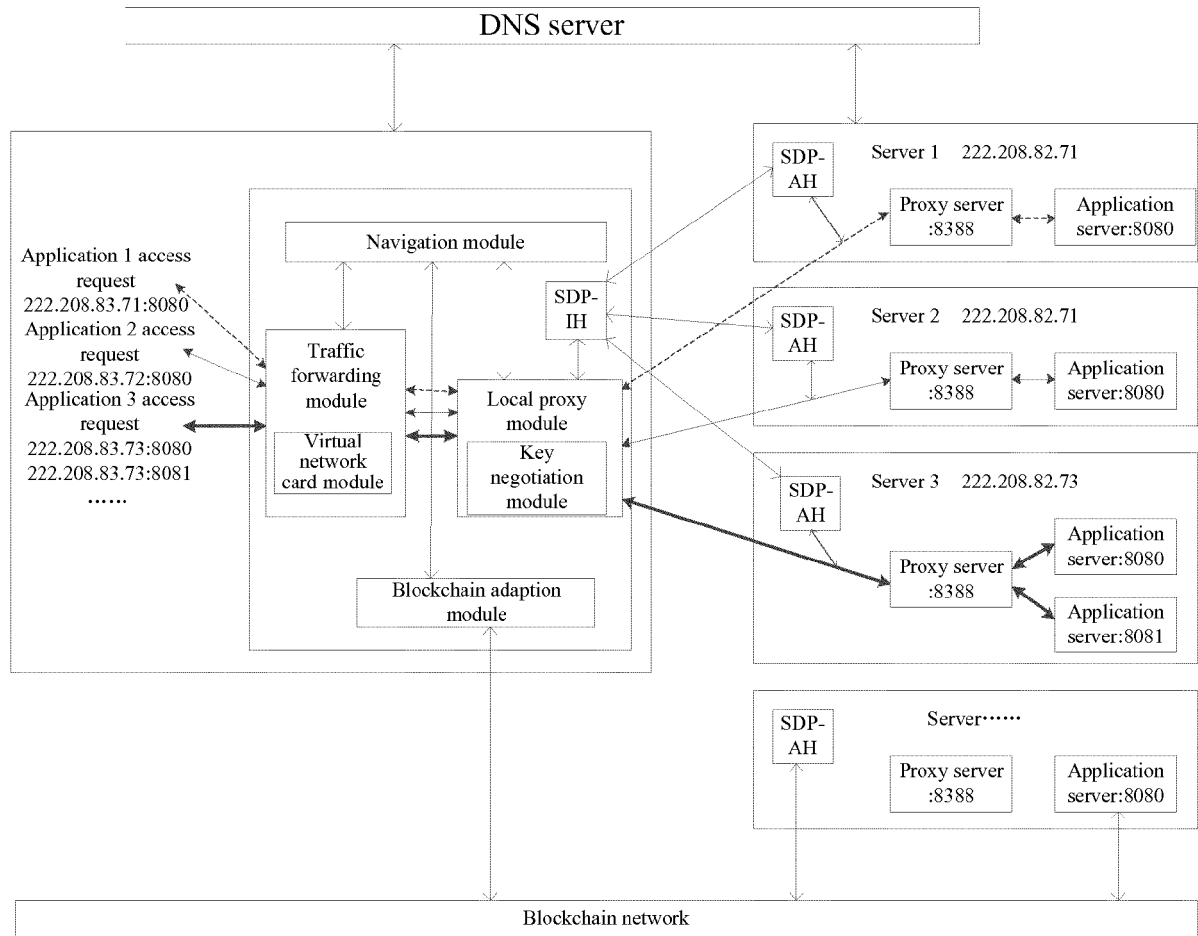 DNS server
Application 1 access
request
222.208.83.71:8080
Application 2 access
request
222.208.83.72:8080
Application 3 access
request
222.208.83.73:8080
222.208.83.73:8081
……
Navigation module
SDP-
IH
Traffic
forwarding
module
Virtual
network
card module
Local proxy
module
Key
negotiation
module
Blockchain adaption
module
SDP-
AH
Server 1 222.208.82.71
Proxy server
:8388
Application
server:8080
SDP-
AH
Server 2 222.208.82.71
Proxy server
:8388
Application
server:8080
SDP-
AH
Server 3 222.208.82.73
Proxy server
:8388
Application
server:8080
Application
server:8081
SDP-
AH
Server……
Proxy server
:8388
Application
server:8080
Blockchain network